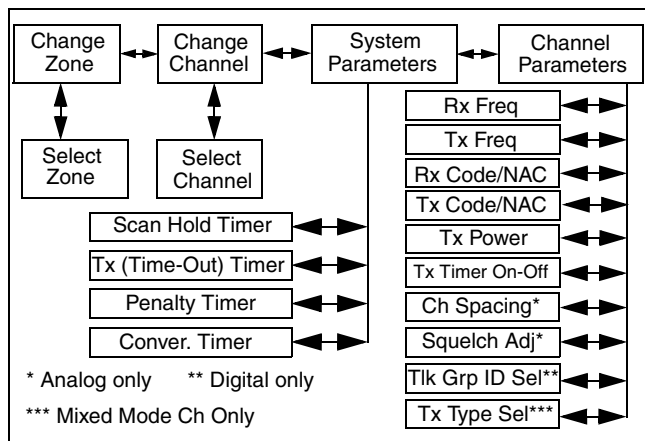 Change
Zone
Change
Channel
System
Parameters
Channel
Parameters
Select
Zone
Select
Channel
Scan Hold Timer
Tx (Time-Out) Timer
Penalty Timer
Conver. Timer
Rx Freq
Tx Freq
Rx Code/NAC
Tx Code/NAC
Tx Power
Tx Timer On-Off
Ch Spacing*
Squelch Adj*
Tlk Grp ID Sel**
Tx Type Sel***
* Analog only
** Digital only
*** Mixed Mode Ch Only